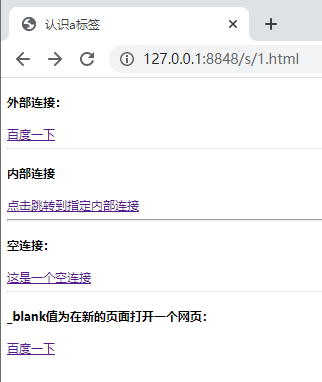 认识a标签
127.0.0.1:8848/s/1.html
外部连接：
百度一下
内部连接
点击跳转到指定内部连接
空连接：
这是一个空连接
_blank值为在新的页面打开一个网页：
百度一下